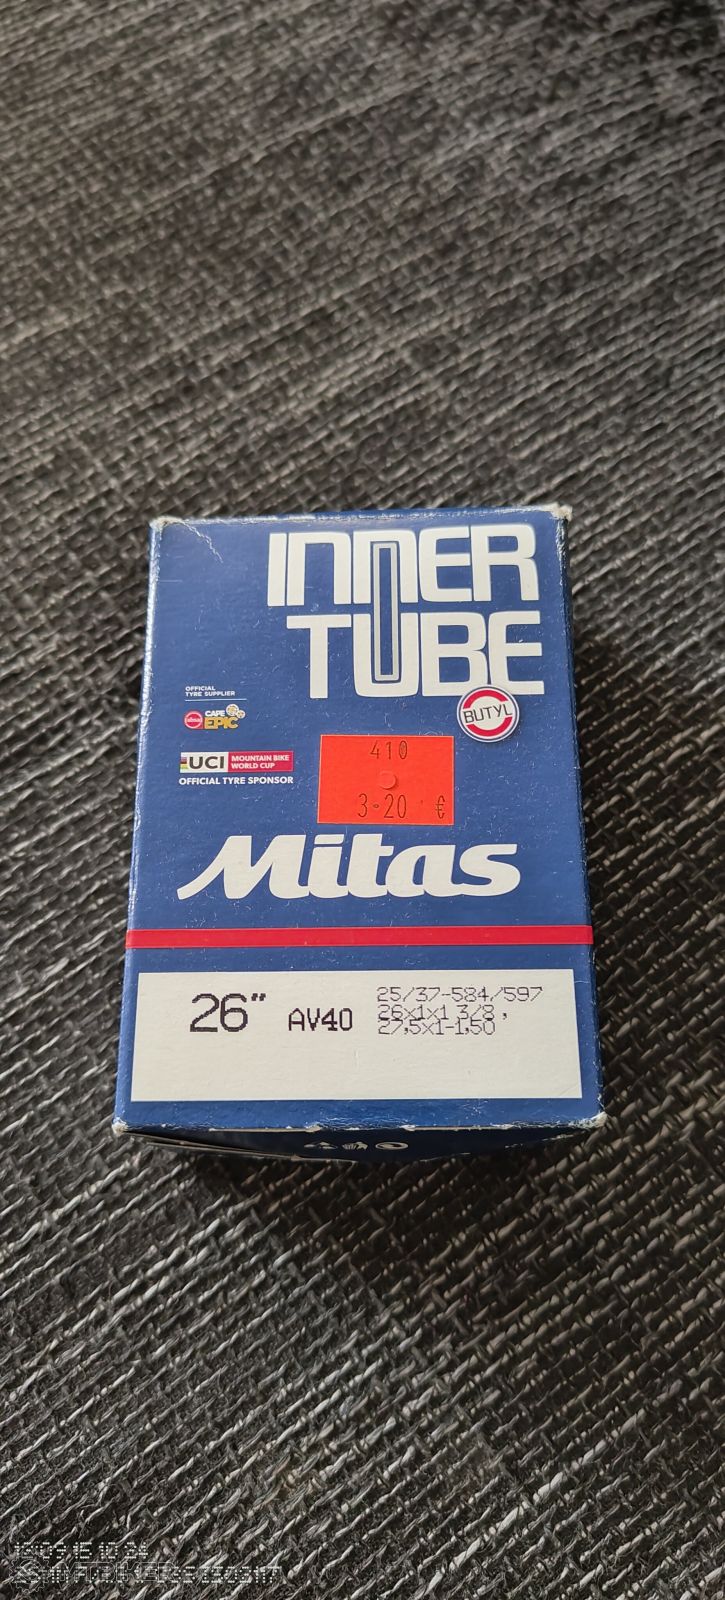 INNER
TUBE
OFFICIAL
TYRE SUPPLIER
CAPE
EPIC
BUTYL
UCI MOUNTAIN BIKE
WORLD CUP
OFFICIAL TYRE SPONSOR
410
3·20 €
Mitas
26" AV40
25/37-584/597
26x1x1 3/8,
27,5x1-1,50